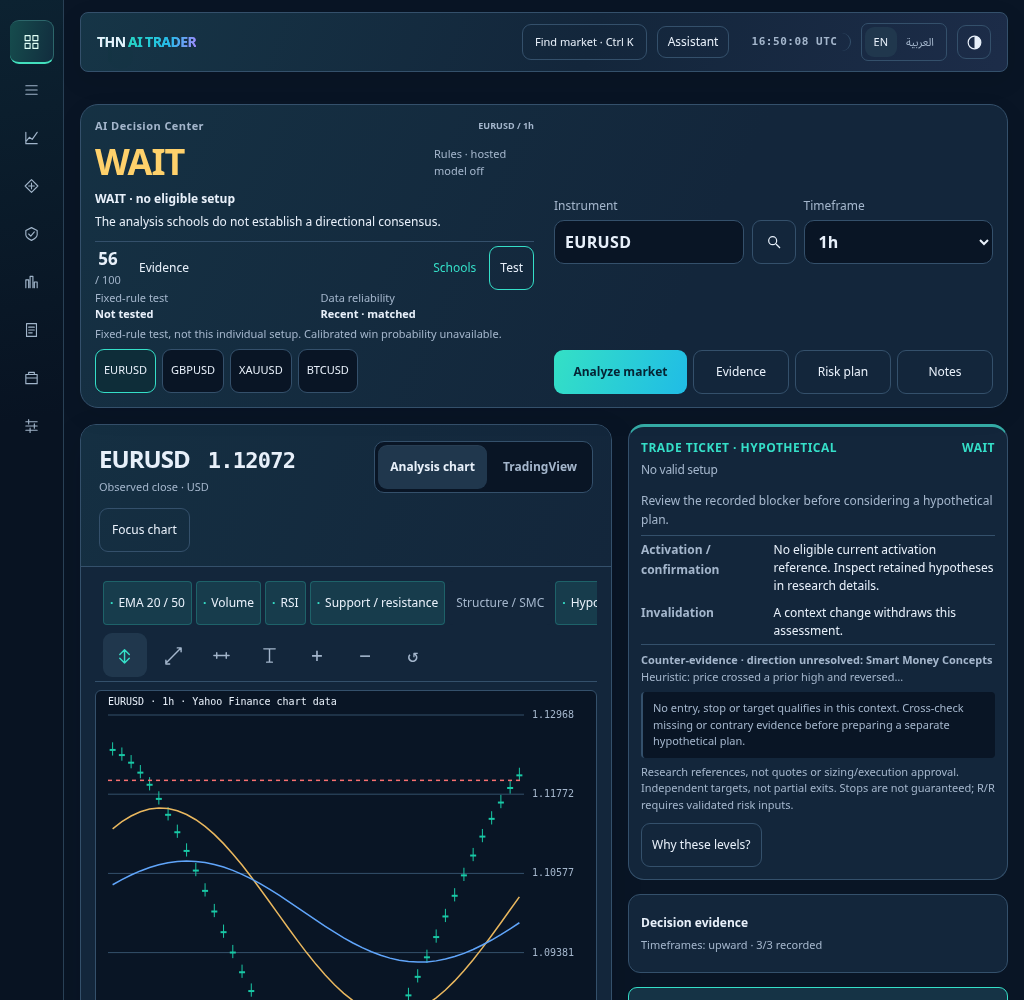 THN AI TRADER
Find market · Ctrl K
Assistant
16:50:08 UTC
EN
العربية
AI Decision Center
EURUSD / 1h
WAIT
Rules · hosted
model off
WAIT · no eligible setup
The analysis schools do not establish a directional consensus.
56
/ 100
Evidence
Schools
Test
Fixed-rule test
Not tested
Data reliability
Recent · matched
Fixed-rule test, not this individual setup. Calibrated win probability unavailable.
EURUSD
GBPUSD
XAUUSD
BTCUSD
Instrument
EURUSD
Timeframe
1h
Analyze market
Evidence
Risk plan
Notes
EURUSD 1.12072
Observed close · USD
Analysis chart
TradingView
Focus chart
· EMA 20 / 50
· Volume
· RSI
· Support / resistance
Structure / SMC
· Hypo
EURUSD · 1h · Yahoo Finance chart data
1.12968
1.11772
1.10577
1.09381
TRADE TICKET · HYPOTHETICAL
WAIT
No valid setup
Review the recorded blocker before considering a hypothetical
plan.
Activation /
confirmation
No eligible current activation
reference. Inspect retained hypotheses
in research details.
Invalidation
A context change withdraws this
assessment.
Counter-evidence · direction unresolved: Smart Money Concepts
Heuristic: price crossed a prior high and reversed…
No entry, stop or target qualifies in this context. Cross-check
missing or contrary evidence before preparing a separate
hypothetical plan.
Research references, not quotes or sizing/execution approval.
Independent targets, not partial exits. Stops are not guaranteed; R/R
requires validated risk inputs.
Why these levels?
Decision evidence
Timeframes: upward · 3/3 recorded